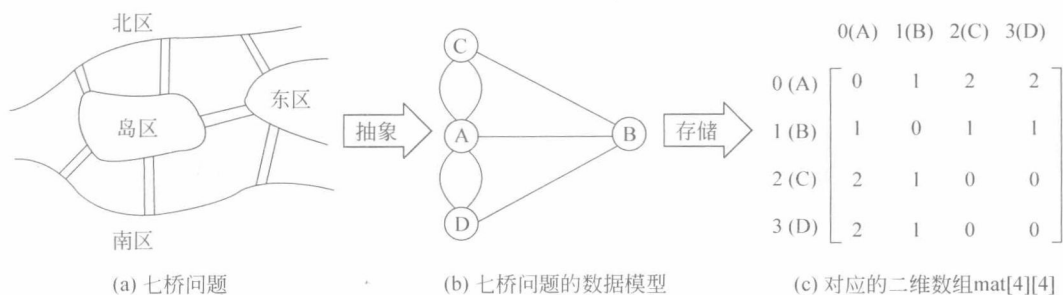 北区
岛区
东区
南区
抽象
C
A
B
D
存储
0(A) 1(B) 2(C) 3(D)
0 (A) 0 1 2 2
1 (B) 1 0 1 1
2 (C) 2 1 0 0
3 (D) 2 1 0 0
(a) 七桥问题
(b) 七桥问题的数据模型
(c) 对应的二维数组mat[4][4]